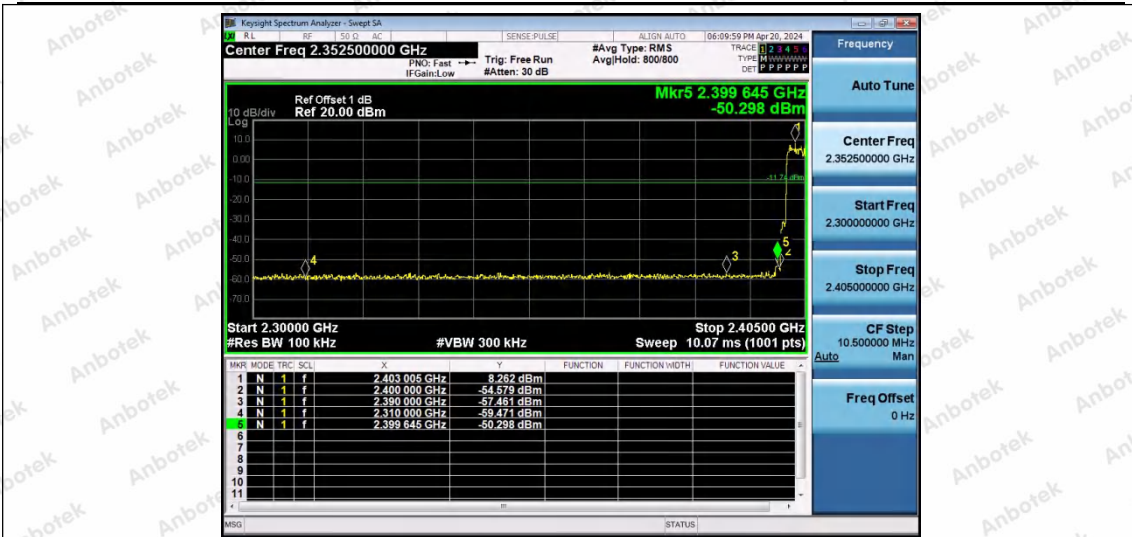 Keysight Spectrum Analyzer - Swept SA
RL RF 50 Ω AC SENSE:PULSE ALIGN AUTO 06:09:59 PM Apr 20, 2024
Center Freq 2.352500000 GHz
PNO: Fast
IFGain:Low
Trig: Free Run
#Atten: 30 dB
#Avg Type: RMS
Avg|Hold: 800/800
TRACE 1 2 3 4 5 6
TYPE M W W W W W
DET P P P P P P
Frequency
Auto Tune
Center Freq
2.352500000 GHz
Start Freq
2.300000000 GHz
Stop Freq
2.405000000 GHz
CF Step
10.500000 MHz
Auto Man
Freq Offset
0 Hz
Mkr5 2.399 645 GHz
-50.298 dBm
Ref Offset 1 dB
10 dB/div Ref 20.00 dBm
Log
10.0
0.00
-10.0
-11.74 dBm
-20.0
-30.0
-40.0
-50.0
-60.0
-70.0
4
3
5
2
Start 2.30000 GHz Stop 2.40500 GHz
#Res BW 100 kHz #VBW 300 kHz Sweep 10.07 ms (1001 pts)
MKR MODE TRC SCL X Y FUNCTION FUNCTION WIDTH FUNCTION VALUE
1 N 1 f 2.403 005 GHz 8.262 dBm
2 N 1 f 2.400 000 GHz -54.579 dBm
3 N 1 f 2.390 000 GHz -57.461 dBm
4 N 1 f 2.310 000 GHz -59.471 dBm
5 N 1 f 2.399 645 GHz -50.298 dBm
6
7
8
9
10
11
MSG STATUS
Anbotek